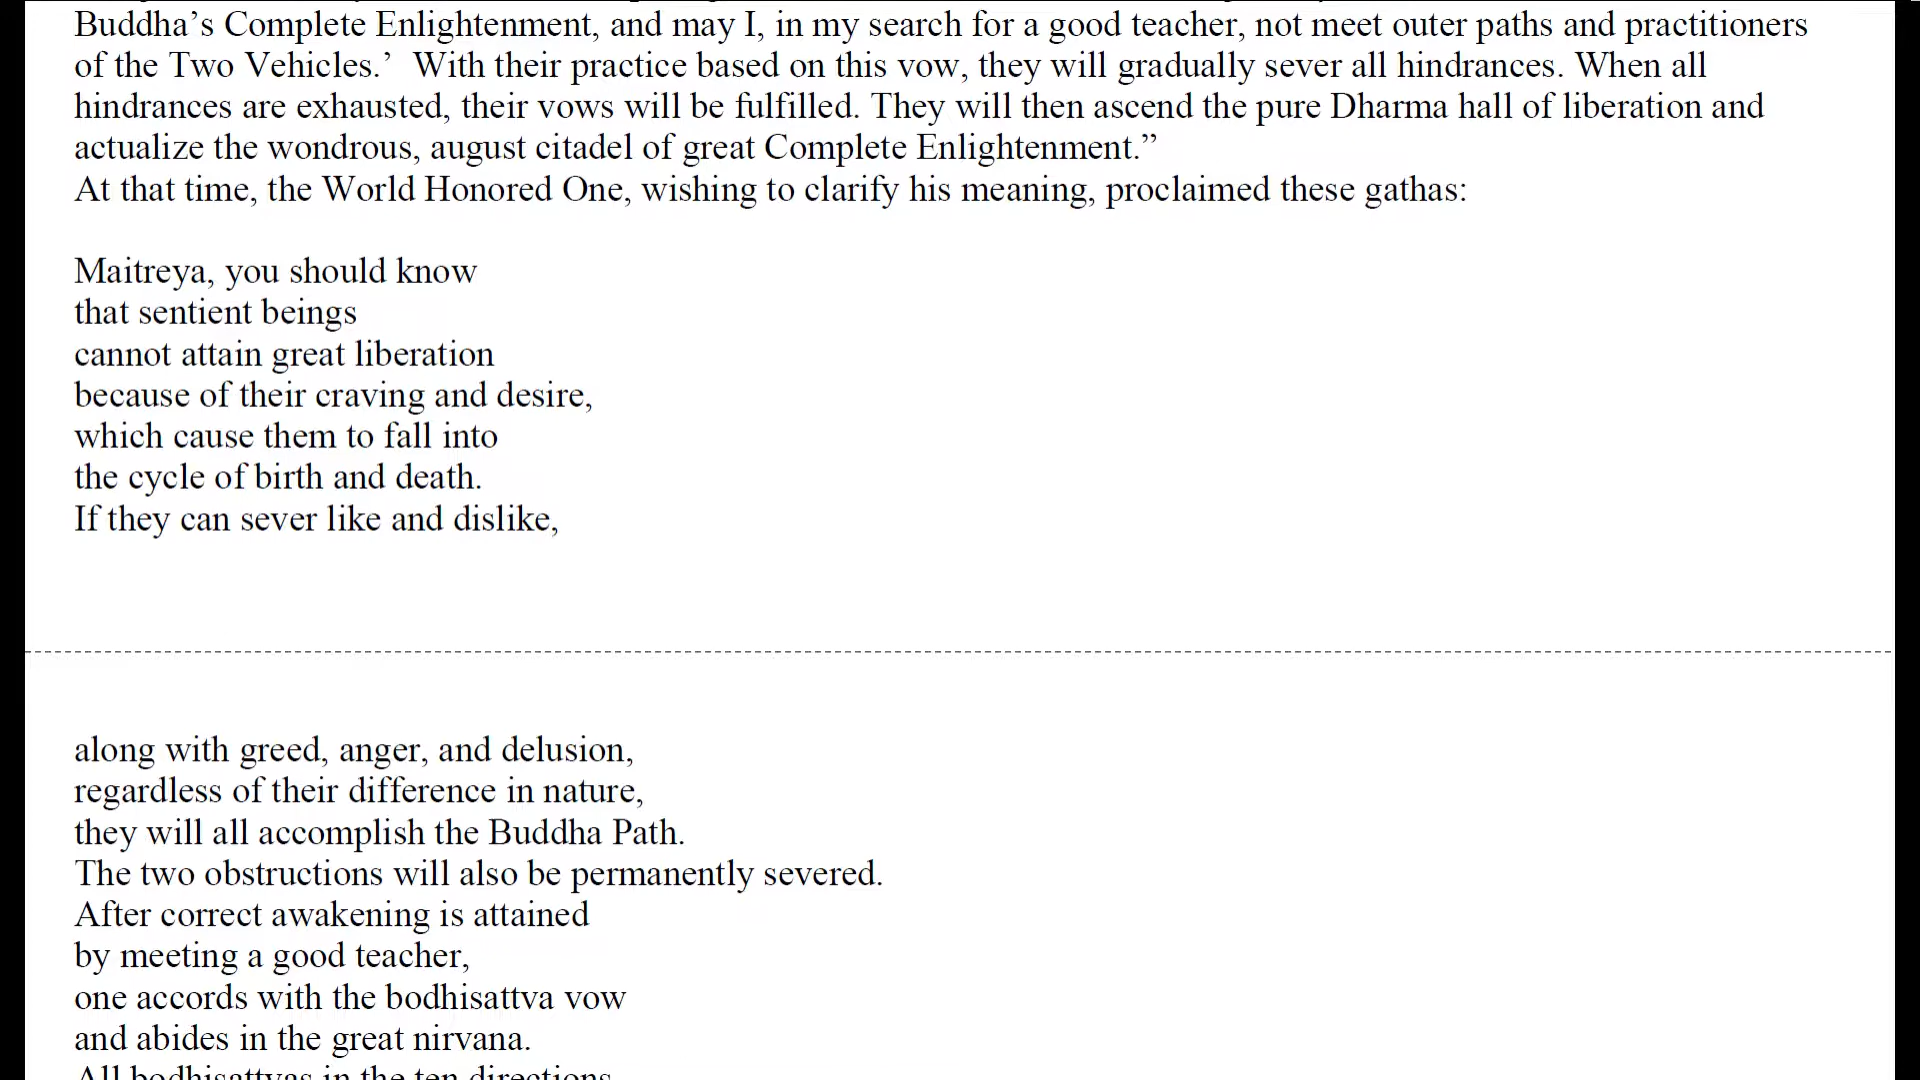 Buddha’s Complete Enlightenment, and may I, in my search for a good teacher, not meet outer paths and practitioners
of the Two Vehicles.’  With their practice based on this vow, they will gradually sever all hindrances. When all
hindrances are exhausted, their vows will be fulfilled. They will then ascend the pure Dharma hall of liberation and
actualize the wondrous, august citadel of great Complete Enlightenment.”
At that time, the World Honored One, wishing to clarify his meaning, proclaimed these gathas:
Maitreya, you should know
that sentient beings
cannot attain great liberation
because of their craving and desire,
which cause them to fall into
the cycle of birth and death.
If they can sever like and dislike,
along with greed, anger, and delusion,
regardless of their difference in nature,
they will all accomplish the Buddha Path.
The two obstructions will also be permanently severed.
After correct awakening is attained
by meeting a good teacher,
one accords with the bodhisattva vow
and abides in the great nirvana.
All bodhisattvas in the ten directions